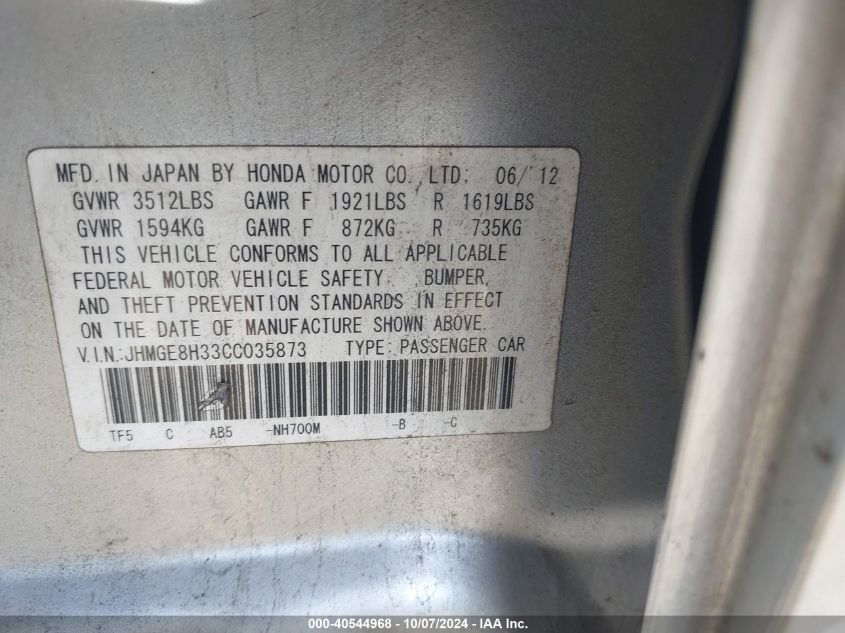 MFD. IN JAPAN BY HONDA MOTOR CO., LTD. 06/'12
GVWR 3512LBS GAWR F 1921LBS R 1619LBS
GVWR 1594KG GAWR F 872KG R 735KG
THIS VEHICLE CONFORMS TO ALL APPLICABLE
FEDERAL MOTOR VEHICLE SAFETY, BUMPER,
AND THEFT PREVENTION STANDARDS IN EFFECT
ON THE DATE OF MANUFACTURE SHOWN ABOVE.
V.I.N.:JHMGE8H33CC035873 TYPE: PASSENGER CAR
TF5 C AB5 -NH700M -B -C
000-40544968 - 10/07/2024 - IAAI.com